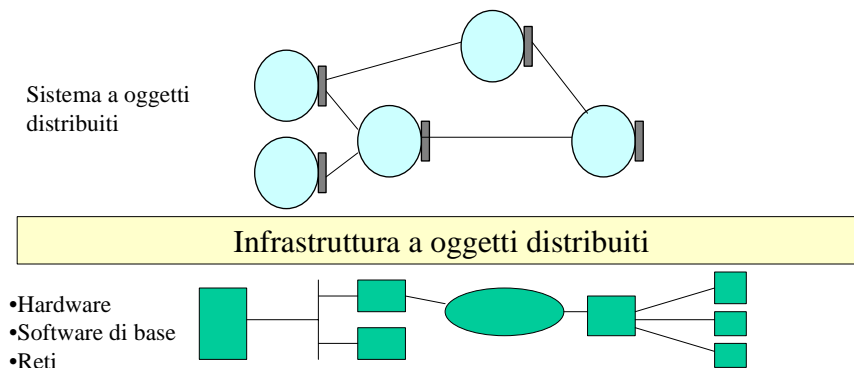 Sistema a oggetti
distribuiti
Infrastruttura a oggetti distribuiti
•Hardware
•Software di base
•Reti